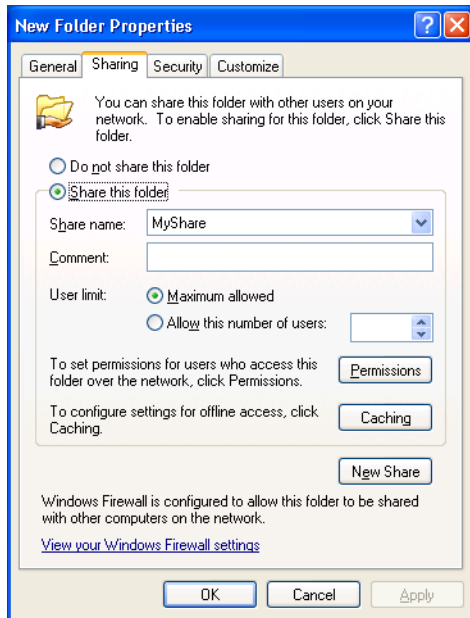 New Folder Properties
General Sharing Security Customize
You can share this folder with other users on your
network. To enable sharing for this folder, click Share this
folder.
Do not share this folder
Share this folder
Share name: MyShare
Comment:
User limit: Maximum allowed
Allow this number of users:
To set permissions for users who access this
folder over the network, click Permissions.
Permissions
To configure settings for offline access, click
Caching.
Caching
New Share
Windows Firewall is configured to allow this folder to be shared
with other computers on the network.
View your Windows Firewall settings
OK Cancel Apply